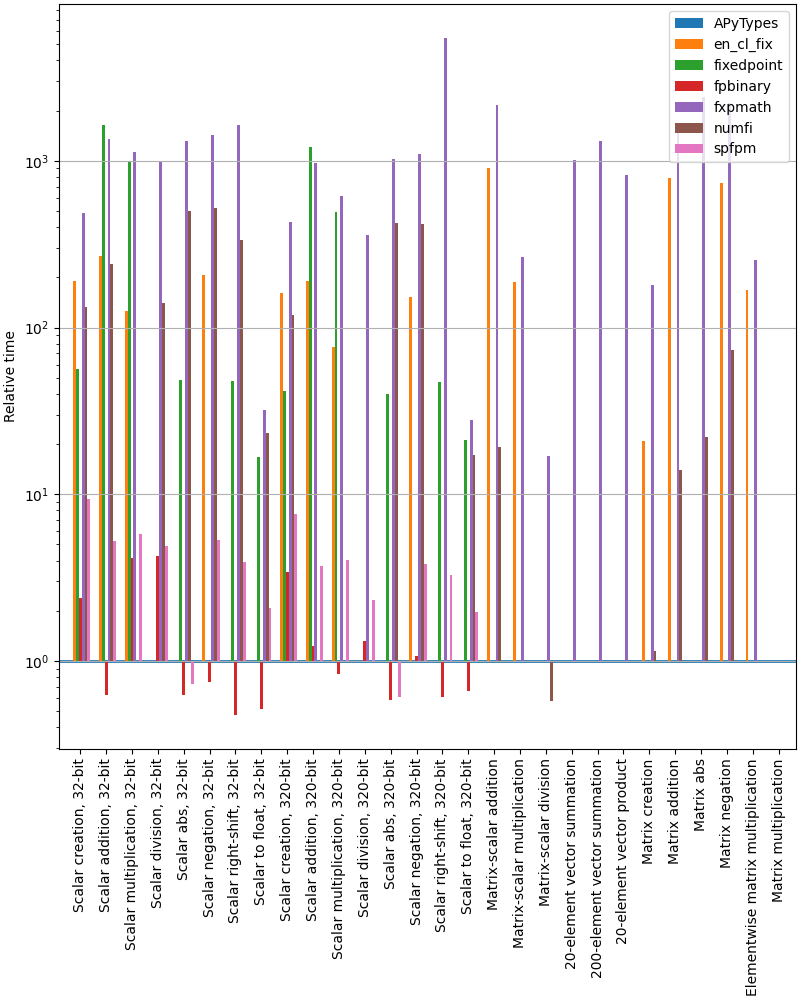 APyTypes
en_cl_fix
fixedpoint
fpbinary
fxpmath
numfi
spfpm
Relative time
10³
10²
10¹
10⁰
Scalar creation, 32-bit
Scalar addition, 32-bit
Scalar multiplication, 32-bit
Scalar division, 32-bit
Scalar abs, 32-bit
Scalar negation, 32-bit
Scalar right-shift, 32-bit
Scalar to float, 32-bit
Scalar creation, 320-bit
Scalar addition, 320-bit
Scalar multiplication, 320-bit
Scalar division, 320-bit
Scalar abs, 320-bit
Scalar negation, 320-bit
Scalar right-shift, 320-bit
Scalar to float, 320-bit
Matrix-scalar addition
Matrix-scalar multiplication
Matrix-scalar division
20-element vector summation
200-element vector summation
20-element vector product
Matrix creation
Matrix addition
Matrix abs
Matrix negation
Elementwise matrix multiplication
Matrix multiplication